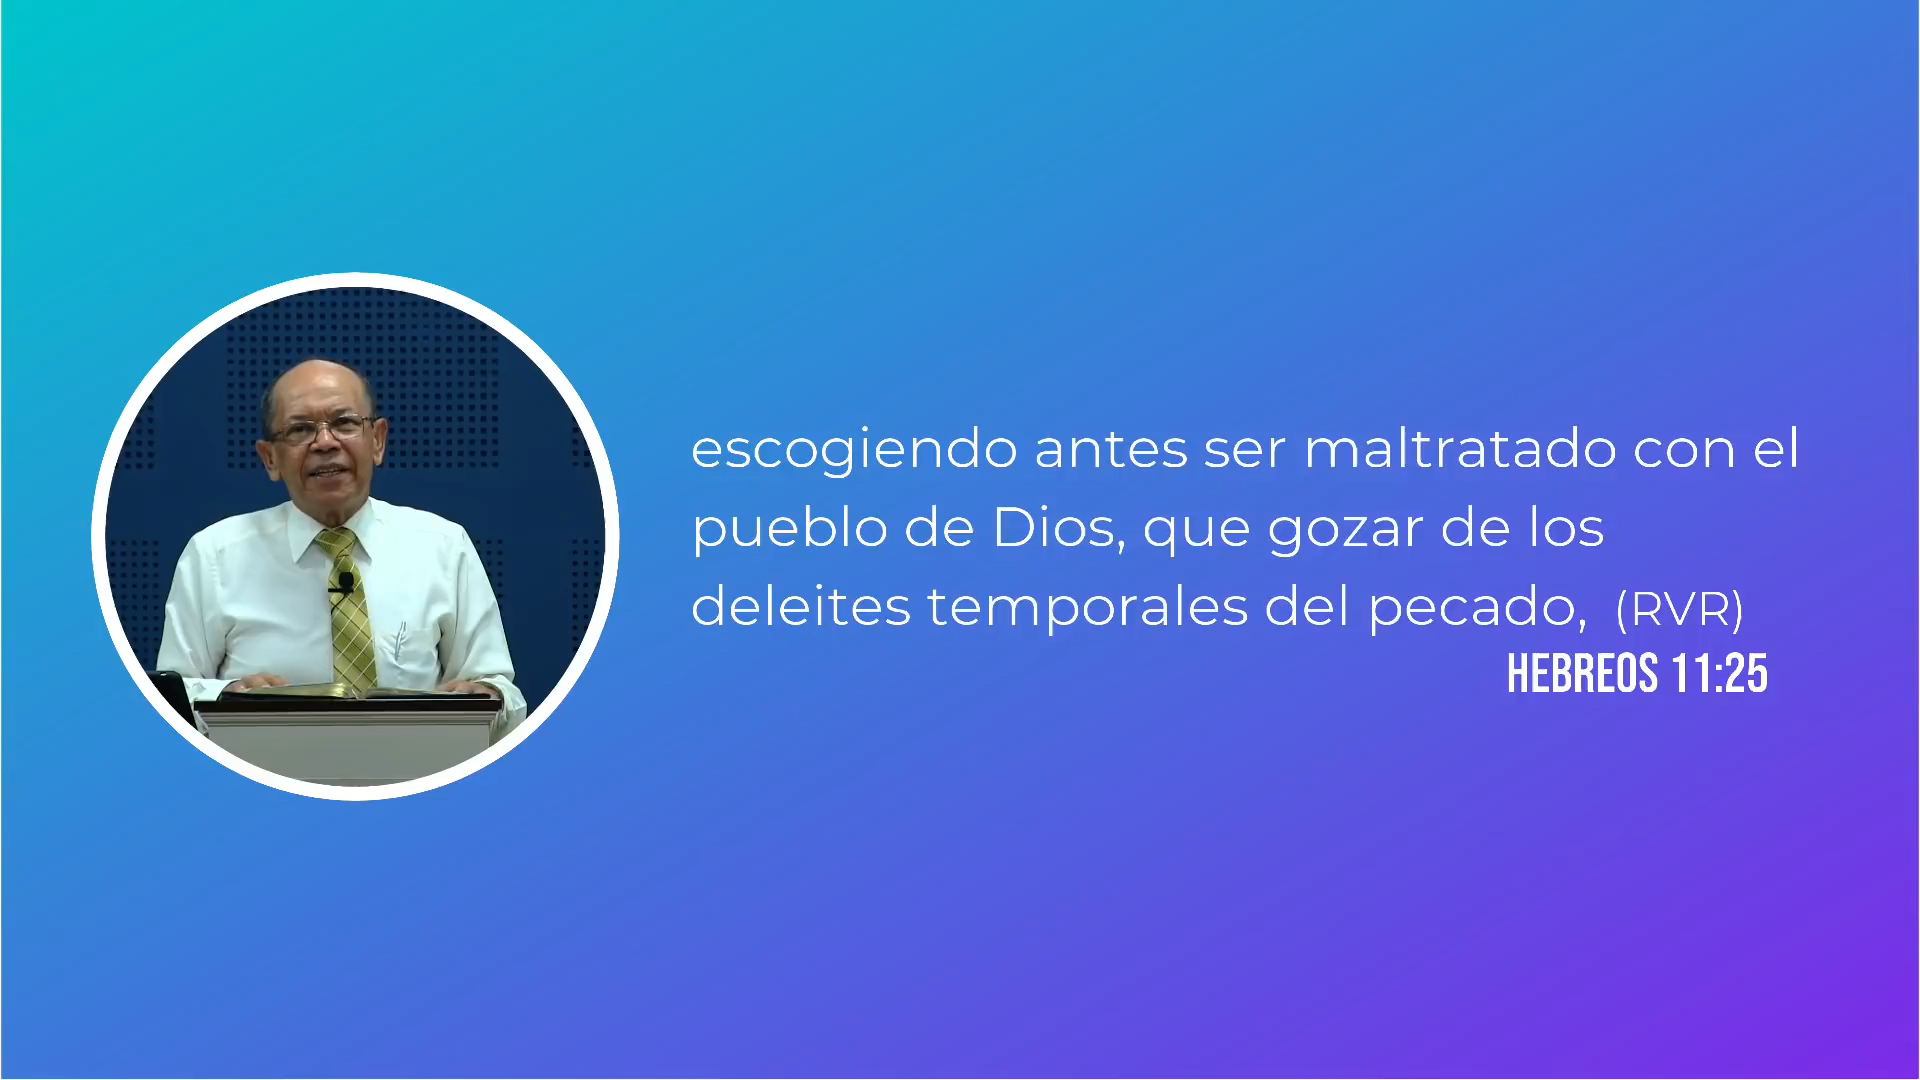 escogiendo antes ser maltratado con el
pueblo de Dios, que gozar de los
deleites temporales del pecado, (RVR)
HEBREOS 11:25